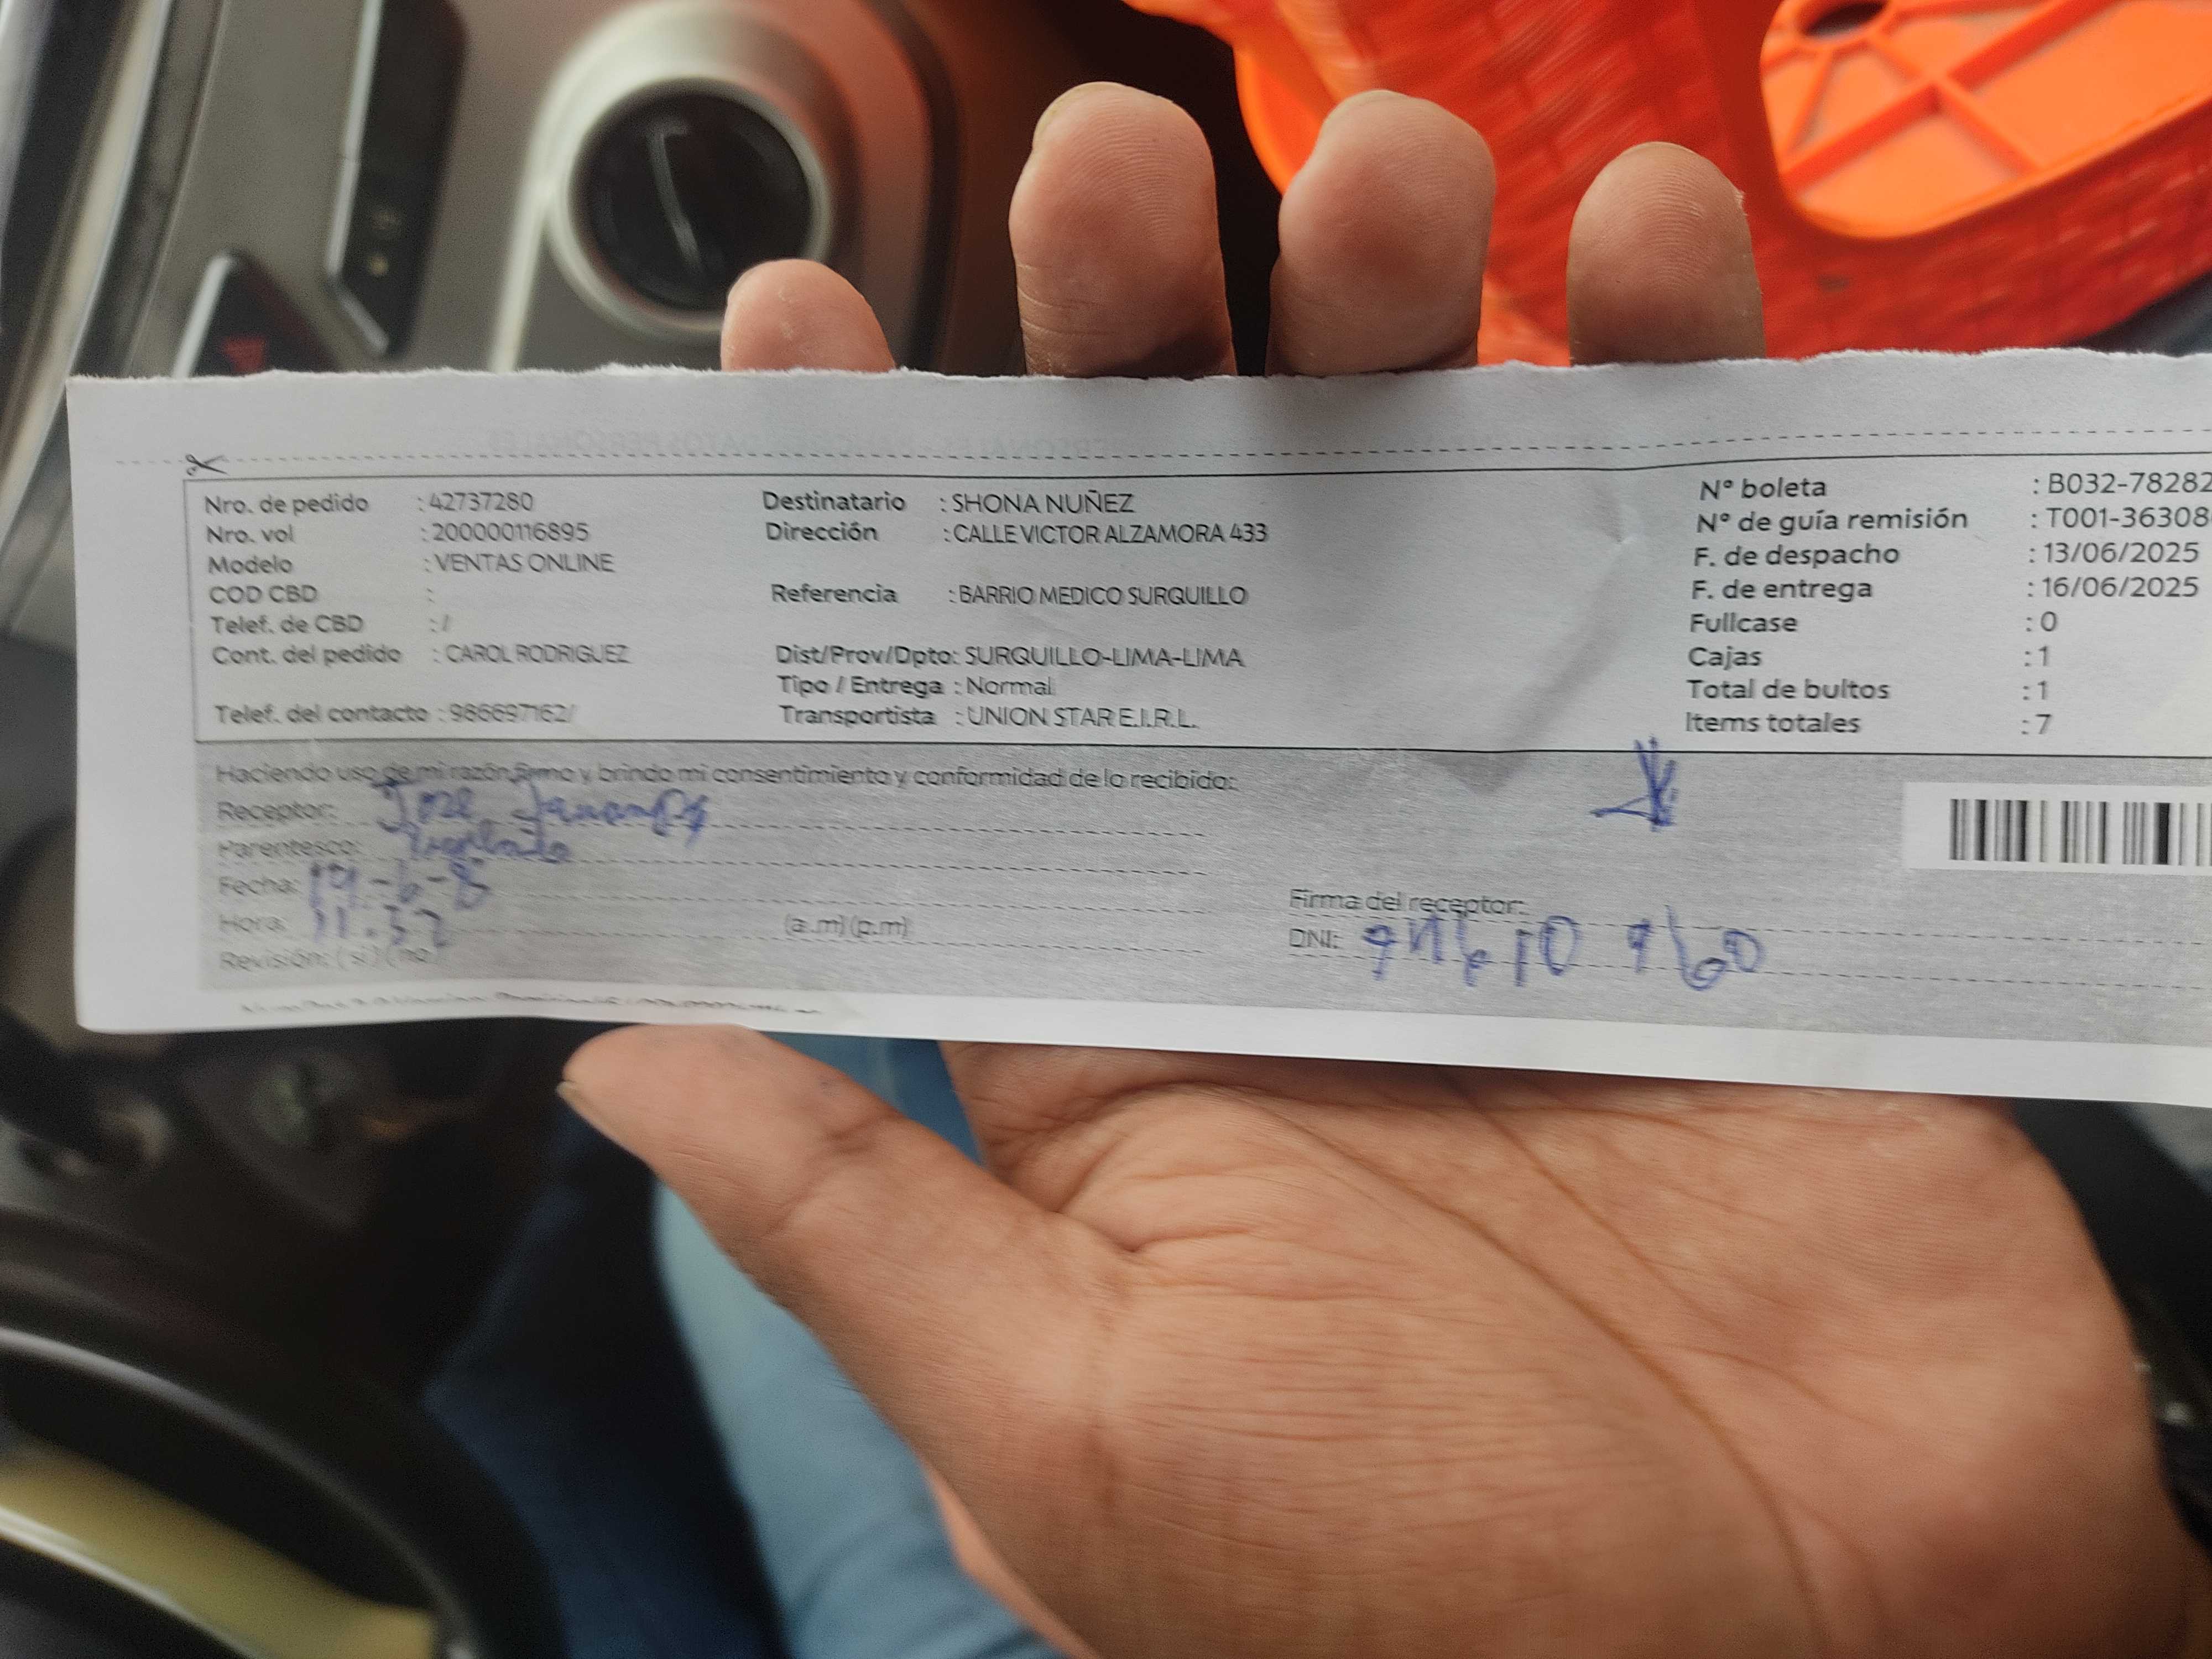 Nro. de pedido : 42737280
Nro. vol : 200000116895
Modelo : VENTAS ONLINE
COD CBD :
Telef. de CBD : /
Cont. del pedido : CAROL RODRIGUEZ
Telef. del contacto : 986697162/
Destinatario : SHONA NUÑEZ
Dirección : CALLE VICTOR ALZAMORA 433
Referencia : BARRIO MEDICO SURQUILLO
Dist/Prov/Dpto: SURQUILLO-LIMA-LIMA
Tipo / Entrega : Normal
Transportista : UNION STAR E.I.R.L.
Nº boleta : B032-78282
Nº de guía remisión : T001-36308
F. de despacho : 13/06/2025
F. de entrega : 16/06/2025
Fullcase : 0
Cajas : 1
Total de bultos : 1
Items totales : 7
Haciendo uso de mi razón, firmo y brindo mi consentimiento y conformidad de lo recibido:
Receptor: Jose
Parentesco:
Fecha:
Hora: 11:37 (a.m) (p.m)
Revisión: (si) (no)
Firma del receptor:
DNI: